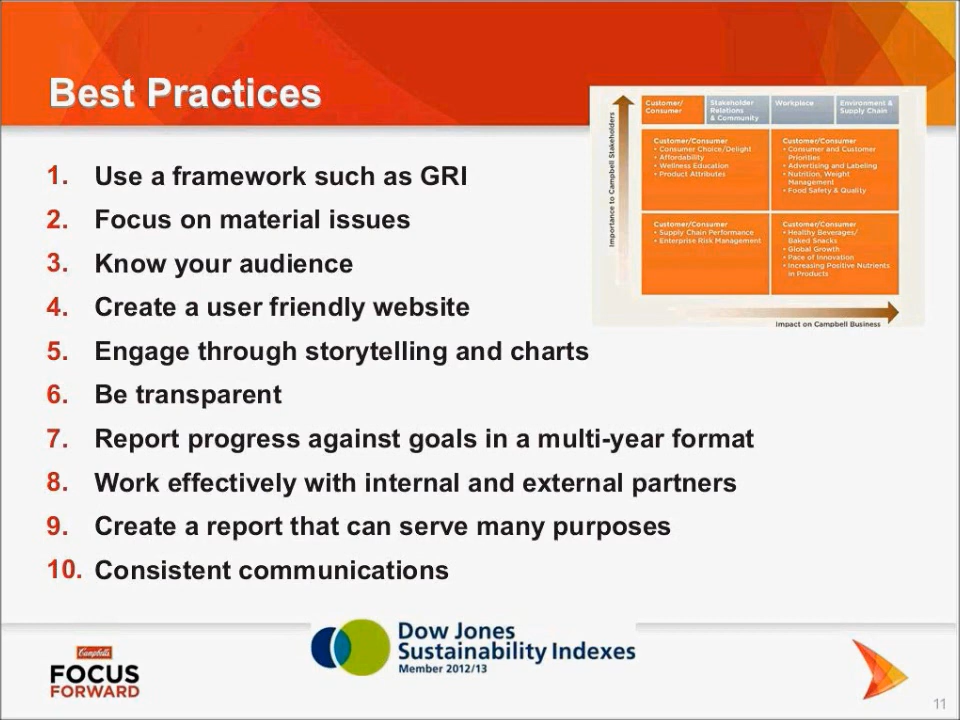 Best Practices
1. Use a framework such as GRI
2. Focus on material issues
3. Know your audience
4. Create a user friendly website
5. Engage through storytelling and charts
6. Be transparent
7. Report progress against goals in a multi-year format
8. Work effectively with internal and external partners
9. Create a report that can serve many purposes
10. Consistent communications
Importance to Campbell Stakeholders
Customer/
Consumer
Stakeholder
Relations
& Community
Workplace
Environment &
Supply Chain
Customer/Consumer
• Consumer Choice/Delight
• Affordability
• Wellness Education
• Product Attributes
Customer/Consumer
• Consumer and Customer
Priorities
• Advertising and Labeling
• Nutrition, Weight
Management
• Food Safety & Quality
Customer/Consumer
• Supply Chain Performance
• Enterprise Risk Management
Customer/Consumer
• Healthy Beverages/
Baked Snacks
• Global Growth
• Pace of Innovation
• Increasing Positive Nutrients
in Products
Impact on Campbell Business
Campbell's
FOCUS
FORWARD
Dow Jones
Sustainability Indexes
Member 2012/13
11